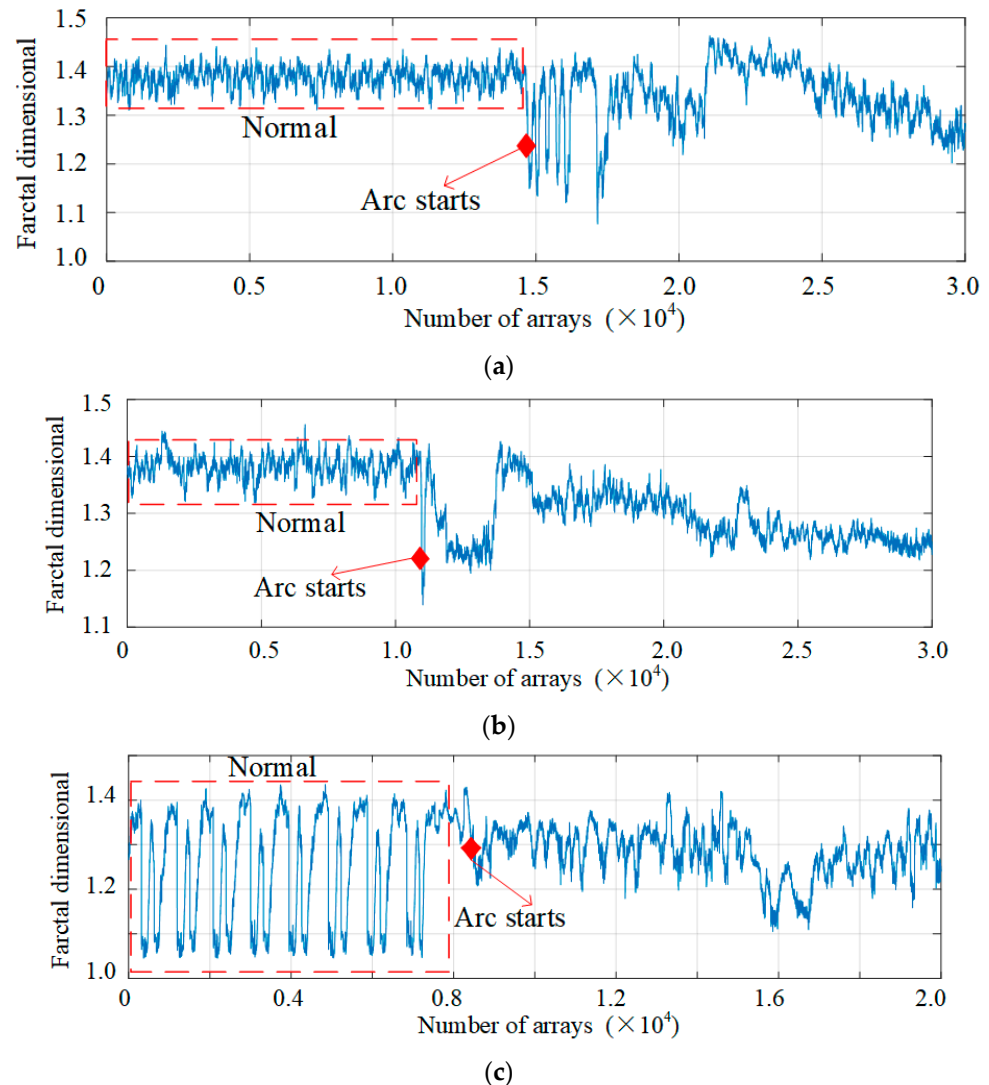 1.5
1.4
1.3
1.2
1.1
1.0
Farctal dimensional
Normal
Arc starts
0 0.5 1.0 1.5 2.0 2.5 3.0
Number of arrays (×10⁴)
(a)
1.5
1.4
1.3
1.2
1.1
Farctal dimensional
Normal
Arc starts
0 0.5 1.0 1.5 2.0 2.5 3.0
Number of arrays (×10⁴)
(b)
Normal
1.4
1.2
1.0
Farctal dimensional
Arc starts
0 0.4 0.8 1.2 1.6 2.0
Number of arrays (×10⁴)
(c)